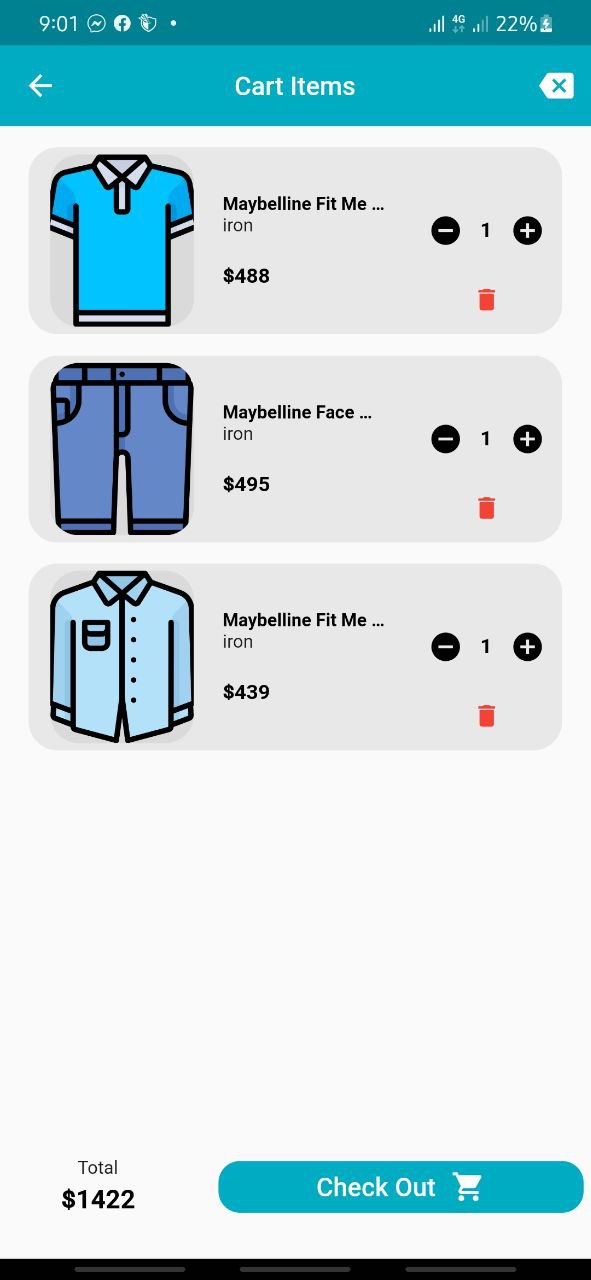 9:01
4G
22%
Cart Items
Maybelline Fit Me ...
iron
1
$488
Maybelline Face ...
iron
1
$495
Maybelline Fit Me ...
iron
1
$439
Total
$1422
Check Out